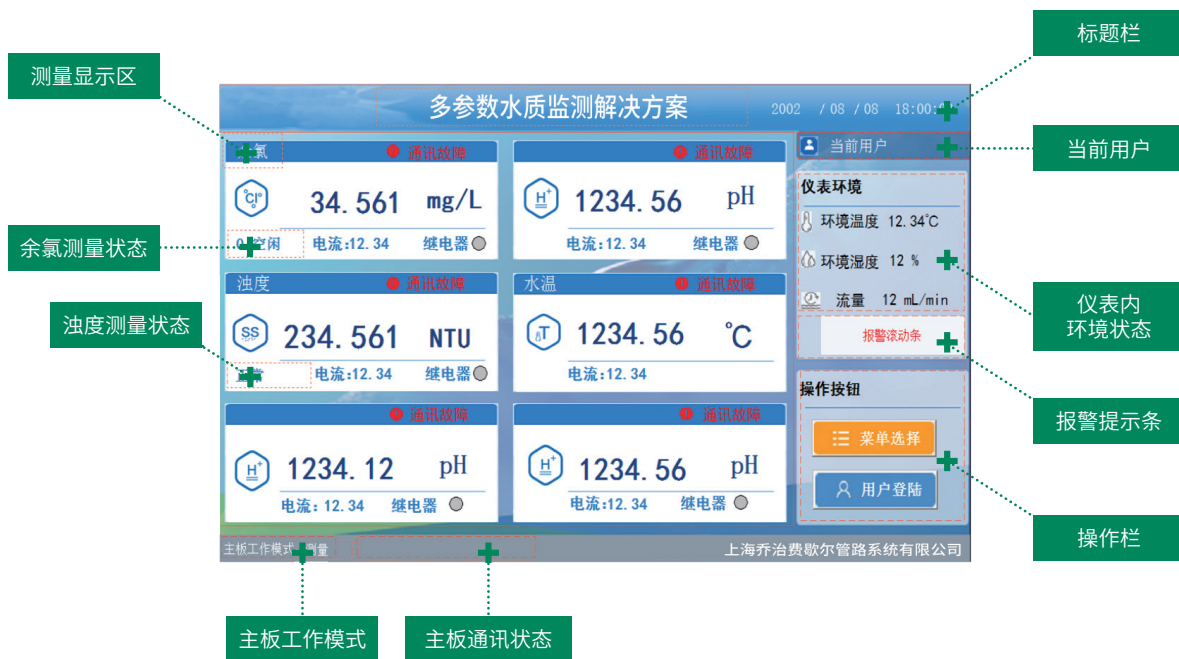 标题栏
测量显示区
多参数水质监测解决方案
2002 / 08 / 08 18:00:
当前用户
当前用户
氯
通讯故障
通讯故障
仪表环境
34.561 mg/L
1234.56 pH
环境温度 12.34℃
空闲 电流:12.34 继电器
电流:12.34 继电器
余氯测量状态
环境湿度 12 %
浊度 通讯故障
水温 通讯故障
流量 12 mL/min
仪表内
环境状态
浊度测量状态
SS
234.561 NTU
T
1234.56 ℃
报警滚动条
正常 电流:12.34 继电器
电流:12.34
操作按钮
报警提示条
通讯故障
通讯故障
菜单选择
H⁺
1234.12 pH
H⁺
1234.56 pH
用户登陆
电流:12.34 继电器
电流:12.34 继电器
操作栏
主板工作模式 测量
上海乔治费歇尔管路系统有限公司
主板工作模式
主板通讯状态